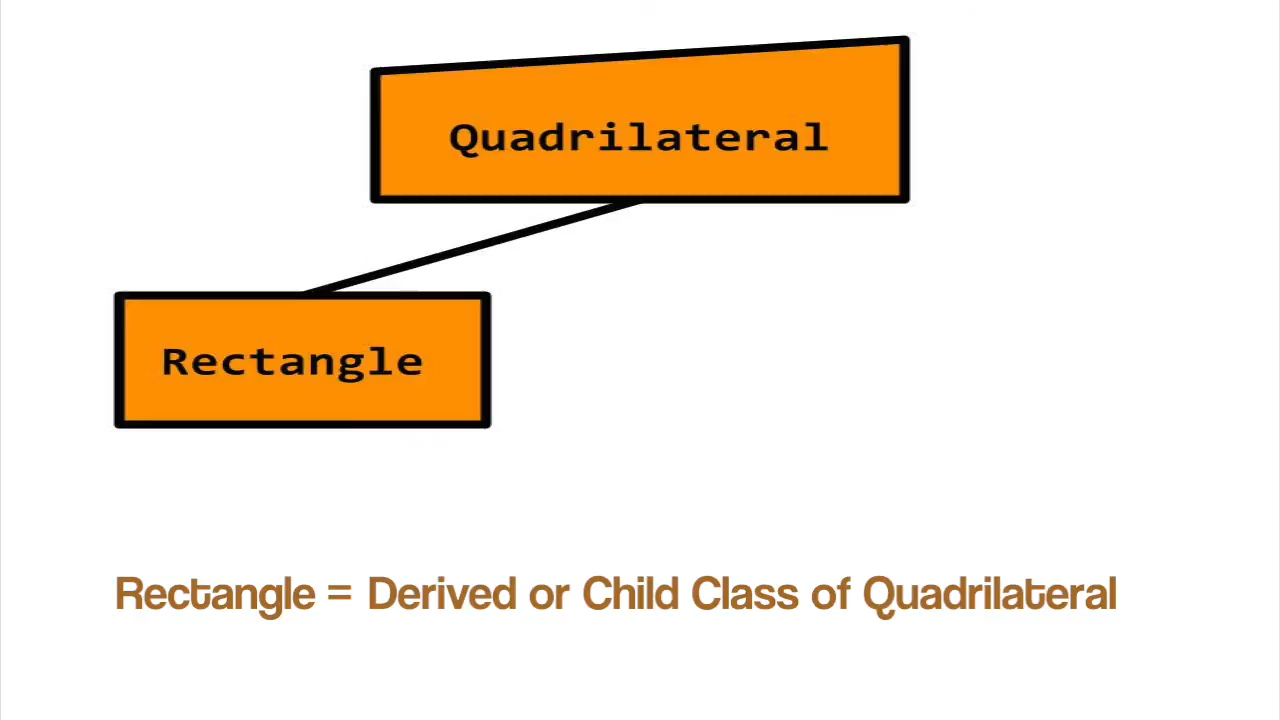 Quadrilateral
Rectangle
Rectangle = Derived or Child Class of Quadrilateral